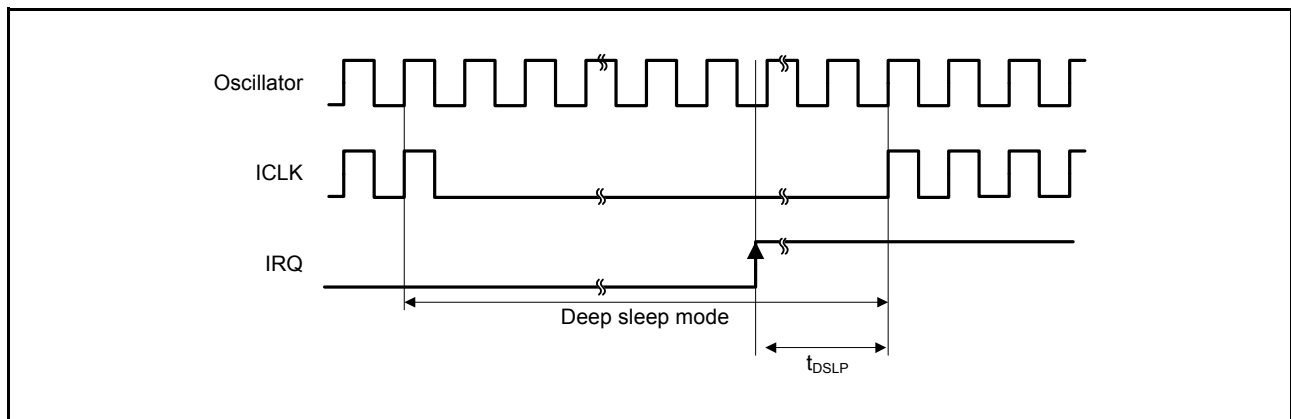 Oscillator
ICLK
IRQ
Deep sleep mode
tDSLP